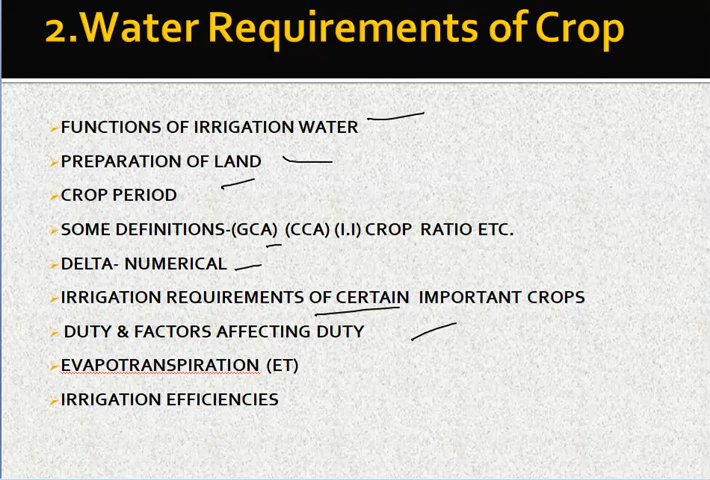 2.Water Requirements of Crop
FUNCTIONS OF IRRIGATION WATER
PREPARATION OF LAND
CROP PERIOD
SOME DEFINITIONS-(GCA) (CCA) (I.I) CROP RATIO ETC.
DELTA- NUMERICAL
IRRIGATION REQUIREMENTS OF CERTAIN IMPORTANT CROPS
DUTY & FACTORS AFFECTING DUTY
EVAPOTRANSPIRATION (ET)
IRRIGATION EFFICIENCIES